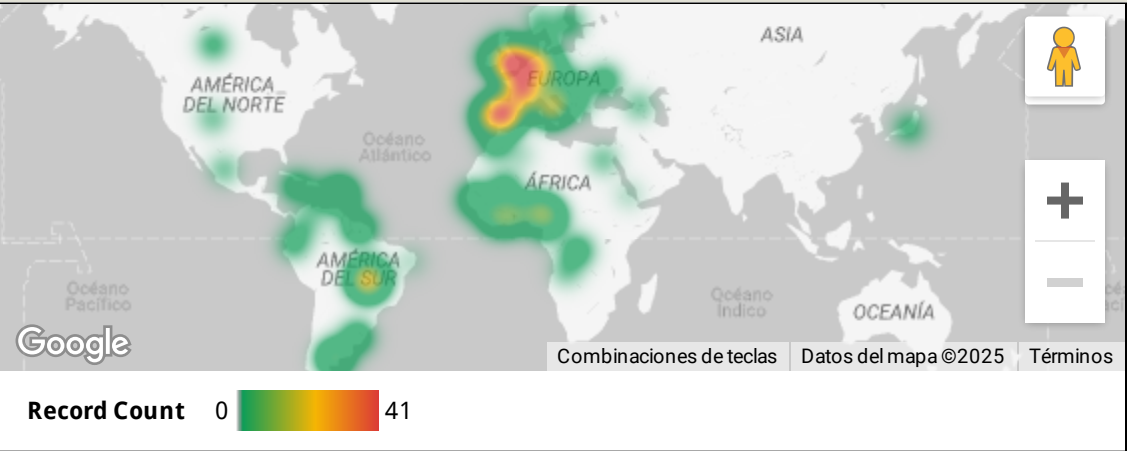 ASIA
AMÉRICA
DEL NORTE
EUROPA
Océano
Atlántico
ÁFRICA
AMÉRICA
DEL SUR
Océano
Pacífico
Océano
Índico
OCEANÍA
Google
Combinaciones de teclas
Datos del mapa ©2025
Términos
Record Count 0 41